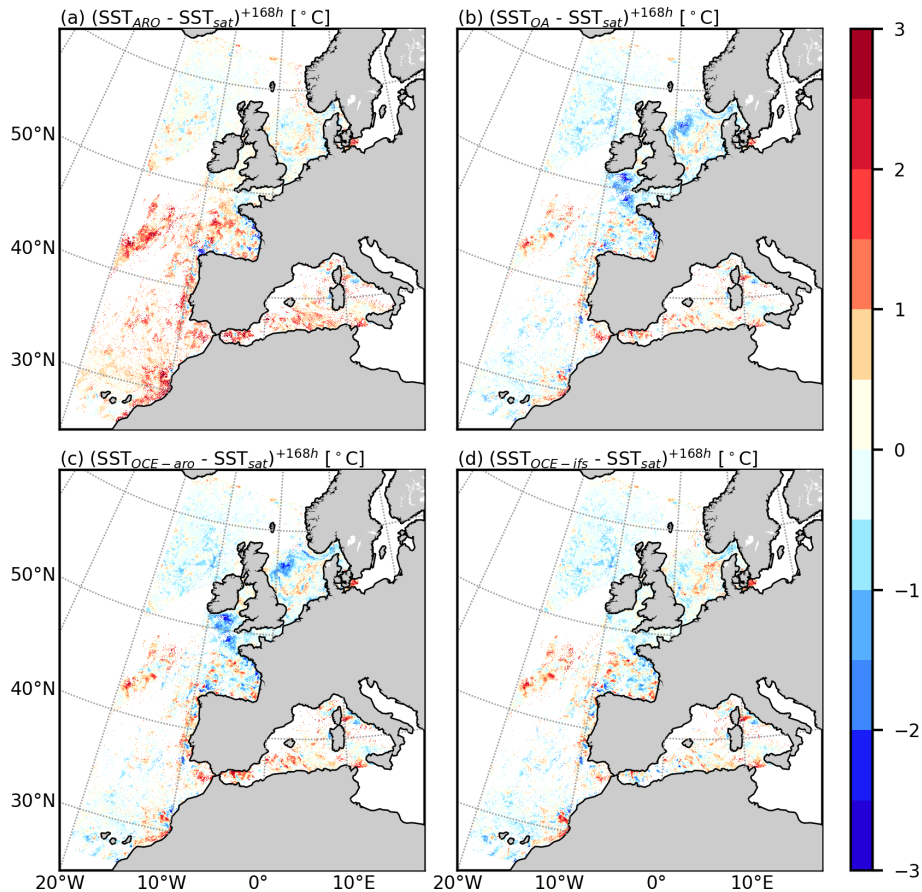 (a) (SST_ARO - SST_sat)^+168h [°C]
(b) (SST_OA - SST_sat)^+168h [°C]
3
2
1
0
−1
−2
−3
50°N
40°N
30°N
(c) (SST_OCE−aro - SST_sat)^+168h [°C]
(d) (SST_OCE−ifs - SST_sat)^+168h [°C]
50°N
40°N
30°N
20°W 10°W 0° 10°E
20°W 10°W 0° 10°E